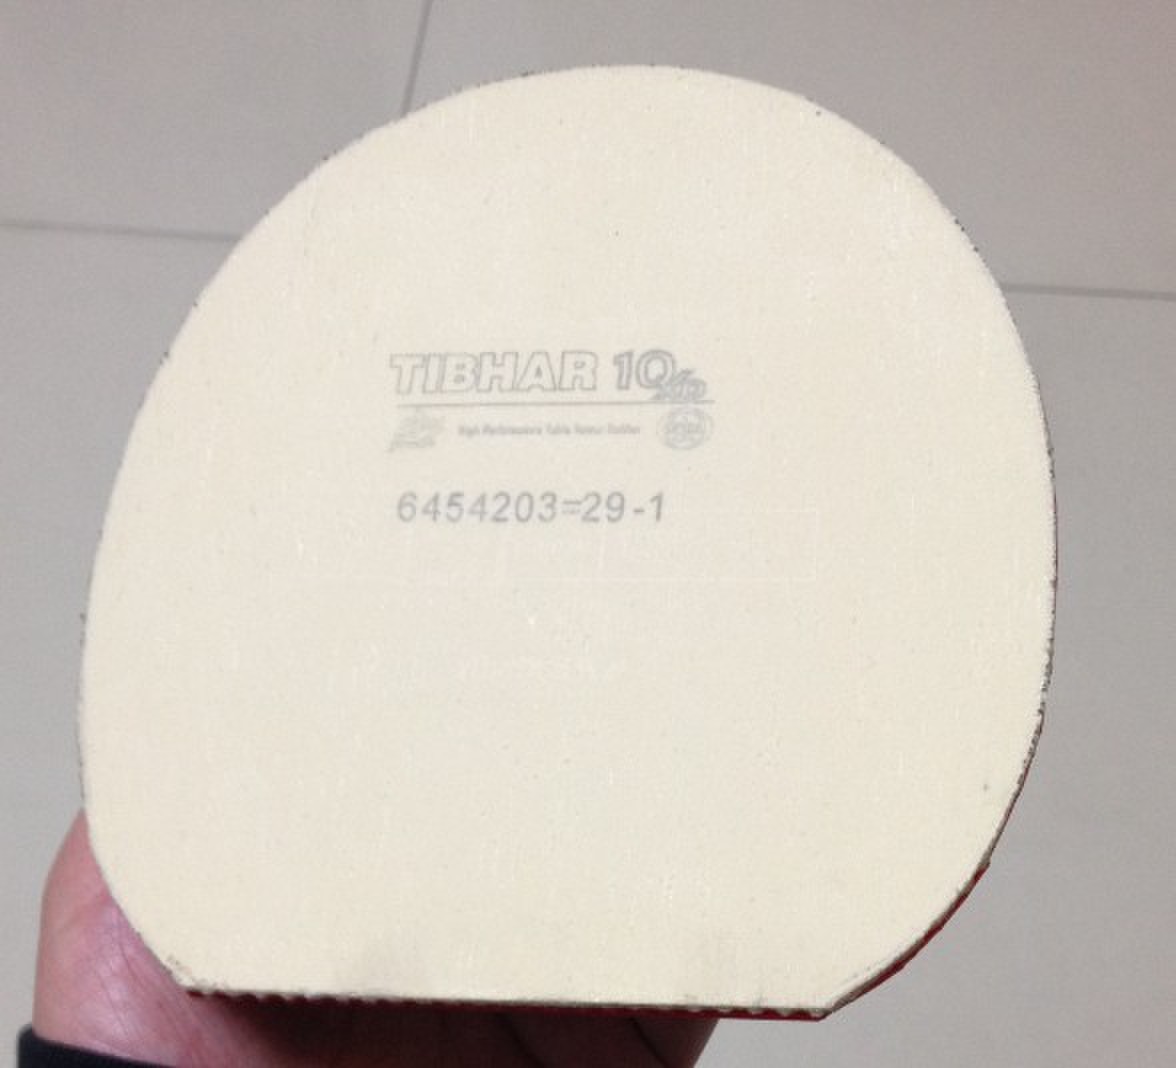 TIBHAR 10
High Performance Table Tennis Rubber
6454203=29-1